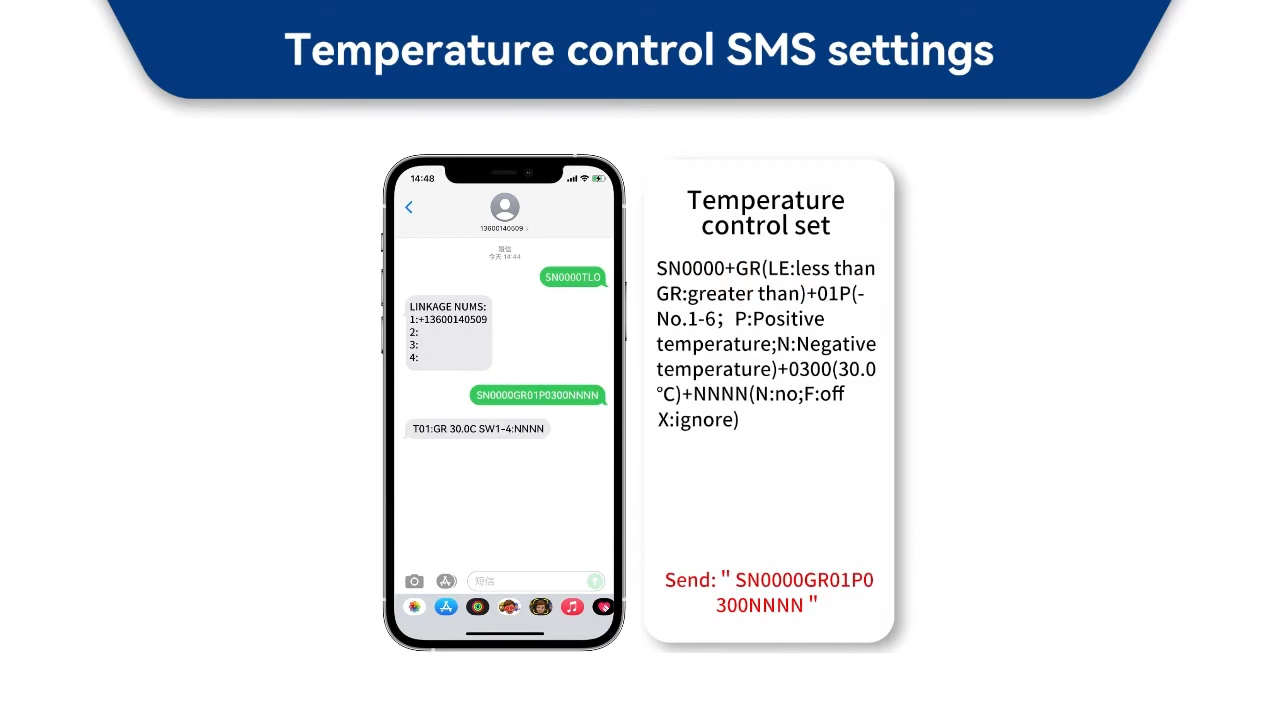 Temperature control SMS settings
14:48
13600140509
短信
今天 14:44
SN0000TLO
LINKAGE NUMS:
1:+13600140509
2:
3:
4:
SN0000GR01P0300NNNN
T01:GR 30.0C SW1-4:NNNN
短信
Temperature
control set
SN0000+GR(LE:less than
GR:greater than)+01P(-
No.1-6；P:Positive
temperature;N:Negative
temperature)+0300(30.0
℃)+NNNN(N:no;F:off
X:ignore)
Send: " SN0000GR01P0
300NNNN "